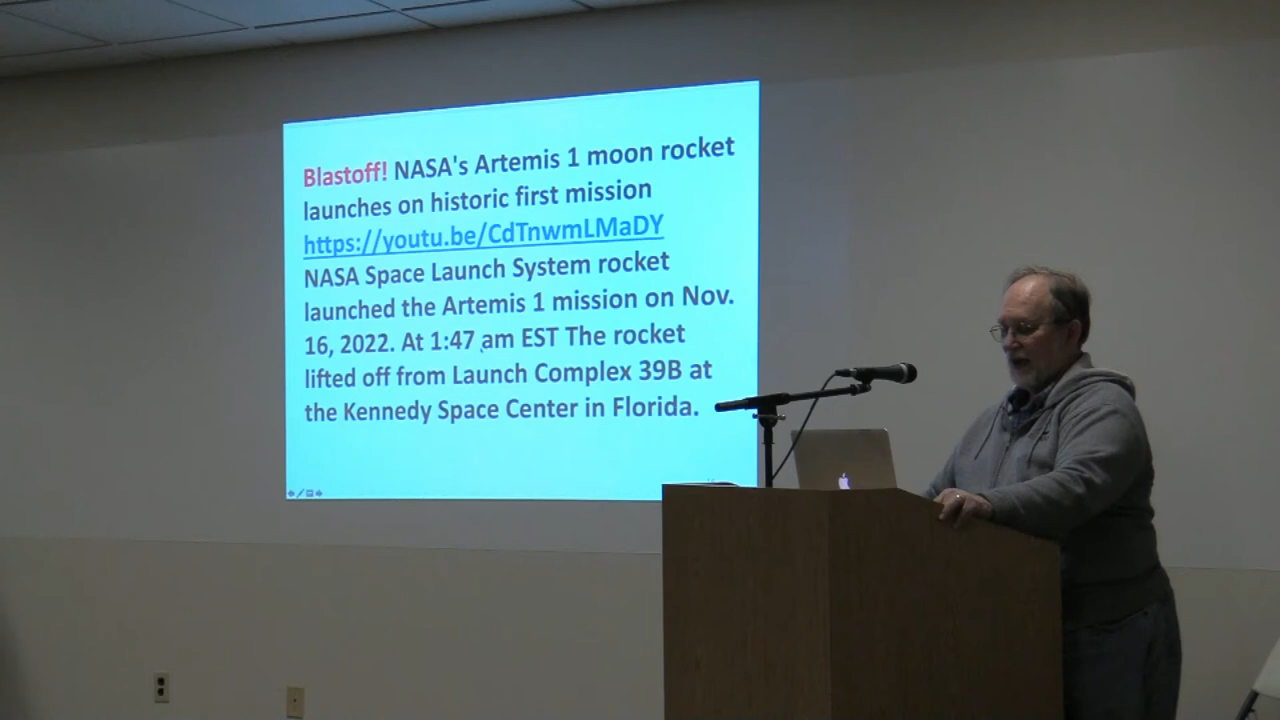 Blastoff! NASA's Artemis 1 moon rocket
launches on historic first mission
https://youtu.be/CdTnwmLMaDY
NASA Space Launch System rocket
launched the Artemis 1 mission on Nov.
16, 2022. At 1:47 am EST The rocket
lifted off from Launch Complex 39B at
the Kennedy Space Center in Florida.